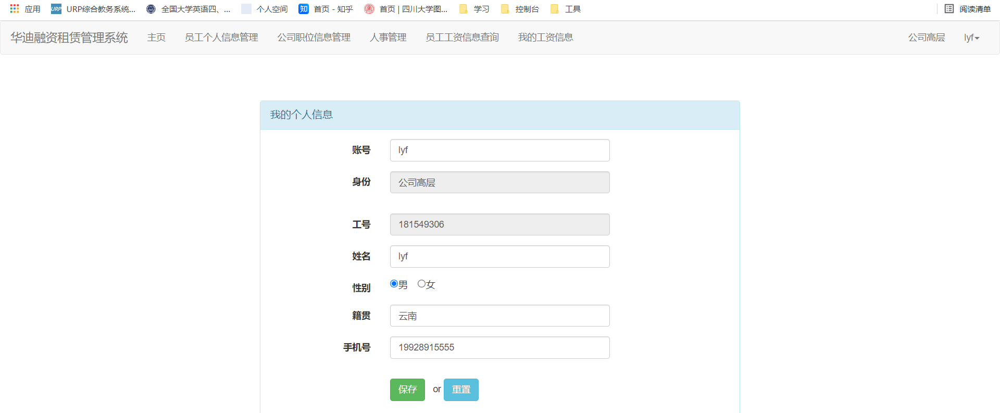 应用 URP URP综合教务系统... 全国大学英语四、... 个人空间 知 首页 - 知乎 首页 | 四川大学图... 学习 控制台 工具 阅读清单
华迪融资租赁管理系统 主页 员工个人信息管理 公司职位信息管理 人事管理 员工工资信息查询 我的工资信息 公司高层 lyf
我的个人信息
账号 lyf
身份 公司高层
工号 181549306
姓名 lyf
性别 男 女
籍贯 云南
手机号 19928915555
保存 or 重置